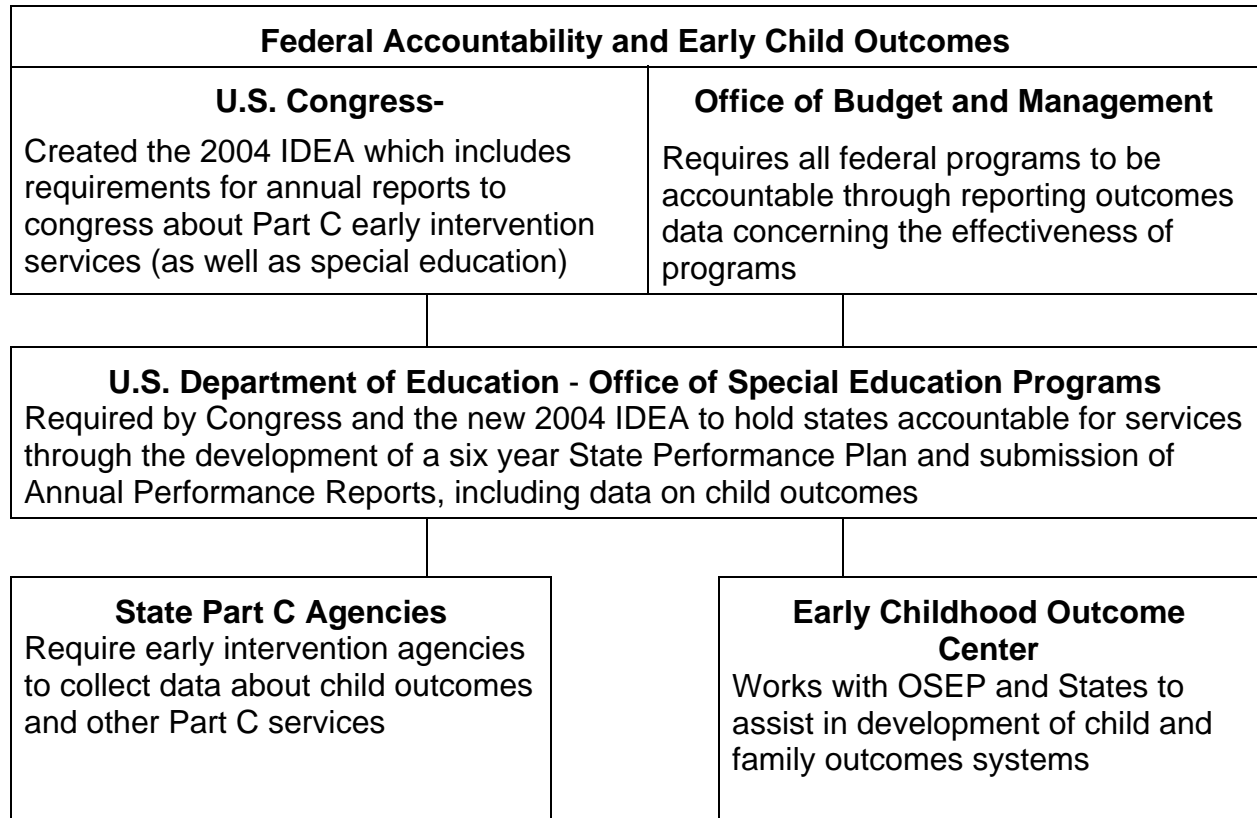 Federal Accountability and Early Child Outcomes
U.S. Congress-
Created the 2004 IDEA which includes
requirements for annual reports to
congress about Part C early intervention
services (as well as special education)
Office of Budget and Management
Requires all federal programs to be
accountable through reporting outcomes
data concerning the effectiveness of
programs
U.S. Department of Education - Office of Special Education Programs
Required by Congress and the new 2004 IDEA to hold states accountable for services
through the development of a six year State Performance Plan and submission of
Annual Performance Reports, including data on child outcomes
State Part C Agencies
Require early intervention agencies
to collect data about child outcomes
and other Part C services
Early Childhood Outcome
Center
Works with OSEP and States to
assist in development of child and
family outcomes systems